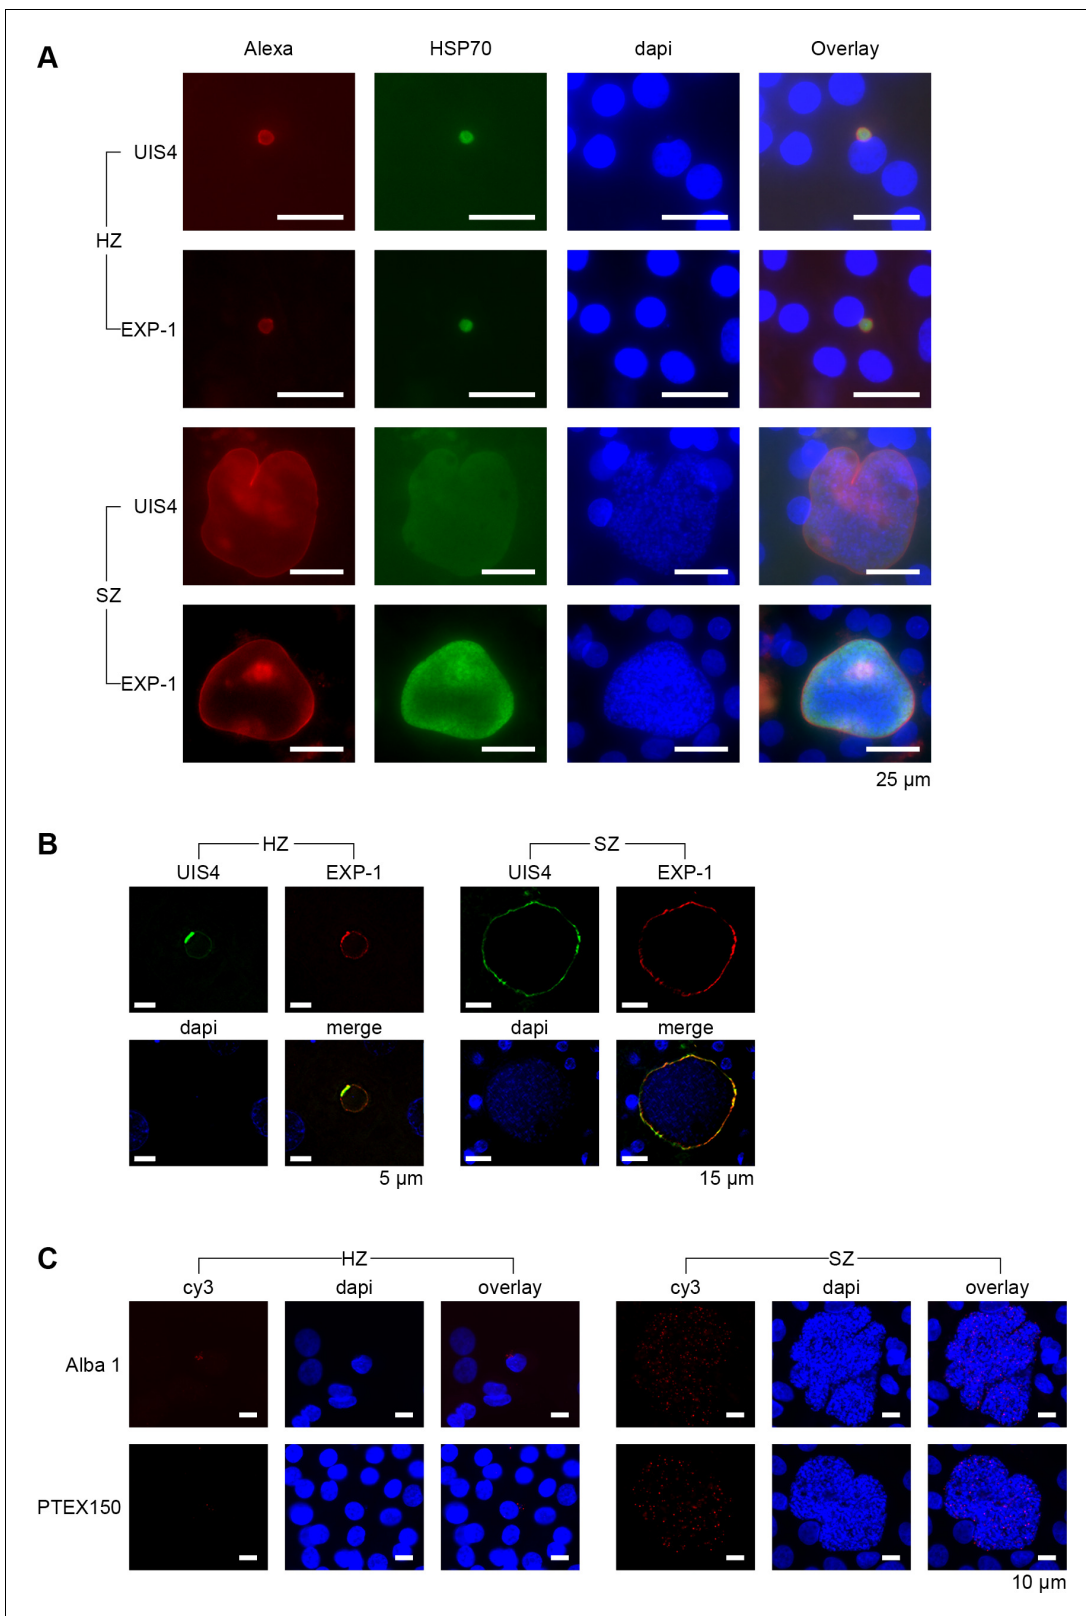 A
Alexa HSP70 dapi Overlay
UIS4
HZ
EXP-1
UIS4
SZ
EXP-1
25 µm
B
HZ SZ
UIS4 EXP-1 UIS4 EXP-1
dapi merge dapi merge
5 µm 15 µm
C
HZ SZ
cy3 dapi overlay cy3 dapi overlay
Alba 1
PTEX150
10 µm